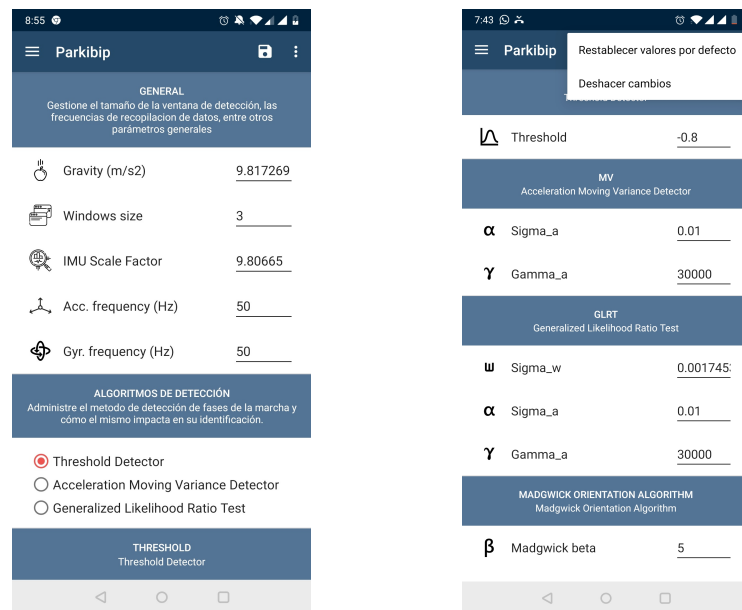 8:55
Parkibip
GENERAL
Gestione el tamaño de la ventana de detección, las
frecuencias de recopilacion de datos, entre otros
parámetros generales
Gravity (m/s2) 9.817269
Windows size 3
IMU Scale Factor 9.80665
Acc. frequency (Hz) 50
Gyr. frequency (Hz) 50
ALGORITMOS DE DETECCIÓN
Administre el metodo de detección de fases de la marcha y
cómo el mismo impacta en su identificación.
Threshold Detector
Acceleration Moving Variance Detector
Generalized Likelihood Ratio Test
THRESHOLD
Threshold Detector
7:43
Parkibip
Restablecer valores por defecto
Deshacer cambios
Threshold Detector
Threshold -0.8
MV
Acceleration Moving Variance Detector
α Sigma_a 0.01
γ Gamma_a 30000
GLRT
Generalized Likelihood Ratio Test
ω Sigma_w 0.001745
α Sigma_a 0.01
γ Gamma_a 30000
MADGWICK ORIENTATION ALGORITHM
Madgwick Orientation Algorithm
β Madgwick beta 5